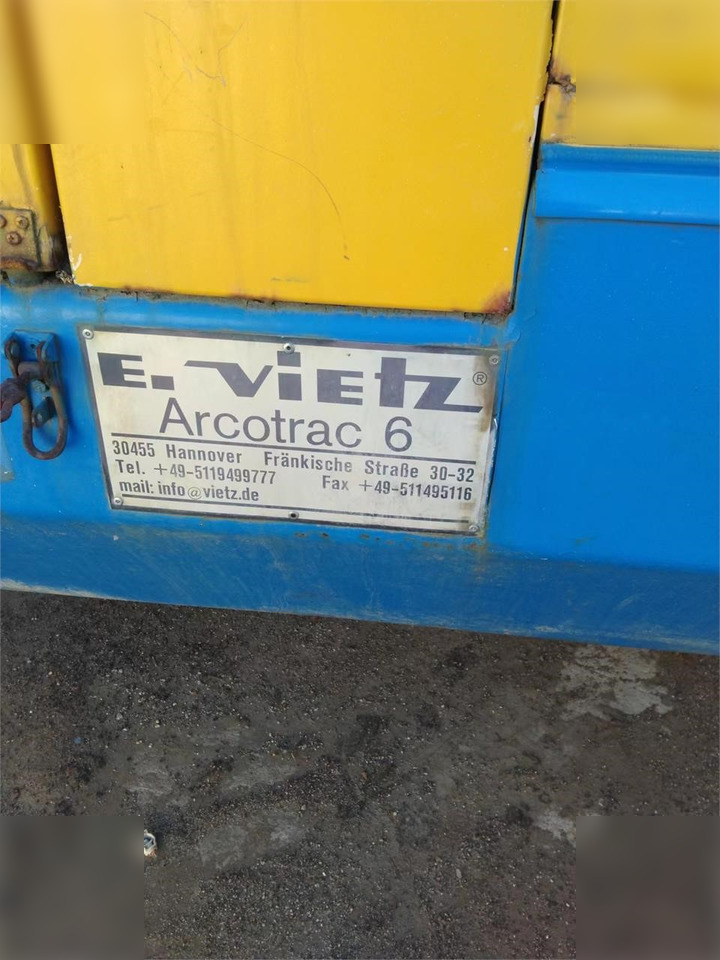 E. VIETZ ®
Arcotrac 6
30455 Hannover Fränkische Straße 30-32
Tel. +49-5119499777 Fax +49-511495116
mail: info@vietz.de